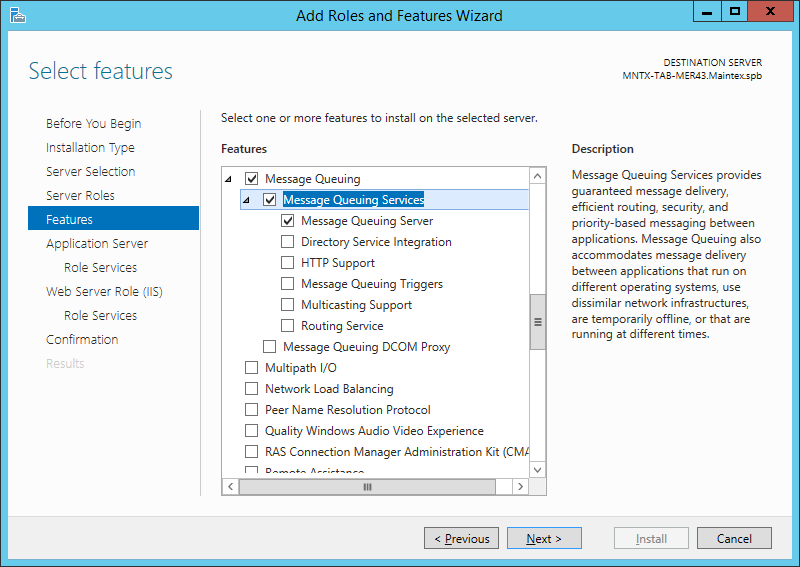 Add Roles and Features Wizard
Select features
DESTINATION SERVER
MNTX-TAB-MER43.Maintex.spb
Before You Begin
Installation Type
Server Selection
Server Roles
Features
Application Server
Role Services
Web Server Role (IIS)
Role Services
Confirmation
Results
Select one or more features to install on the selected server.
Features
Message Queuing
Message Queuing Services
Message Queuing Server
Directory Service Integration
HTTP Support
Message Queuing Triggers
Multicasting Support
Routing Service
Message Queuing DCOM Proxy
Multipath I/O
Network Load Balancing
Peer Name Resolution Protocol
Quality Windows Audio Video Experience
RAS Connection Manager Administration Kit (CMA
Remote Assistance
Description
Message Queuing Services provides
guaranteed message delivery,
efficient routing, security, and
priority-based messaging between
applications. Message Queuing also
accommodates message delivery
between applications that run on
different operating systems, use
dissimilar network infrastructures,
are temporarily offline, or that are
running at different times.
< Previous
Next >
Install
Cancel